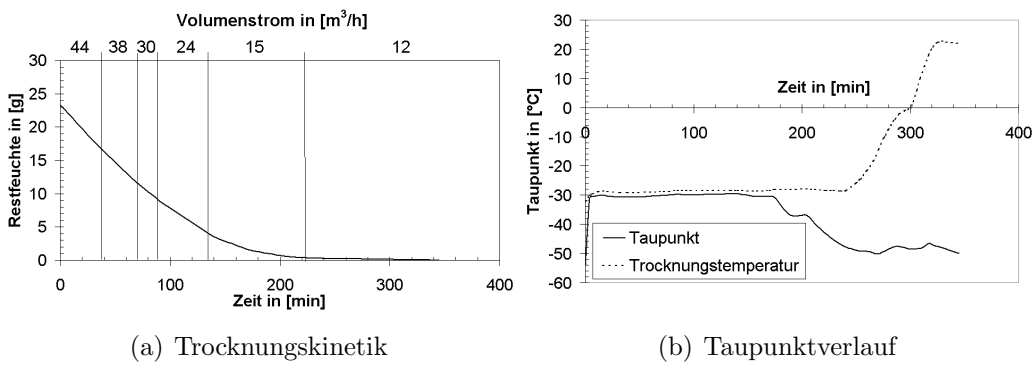 Volumenstrom in [m³/h]
44 38 30 24 15 12
30
25
20
15
10
5
0
Restfeuchte in [g]
0 100 200 300 400
Zeit in [min]
(a) Trocknungskinetik
30
20
10
0
-10
-20
-30
-40
-50
-60
Taupunkt in [°C]
Zeit in [min]
0 100 200 300 400
Taupunkt
Trocknungstemperatur
(b) Taupunktverlauf